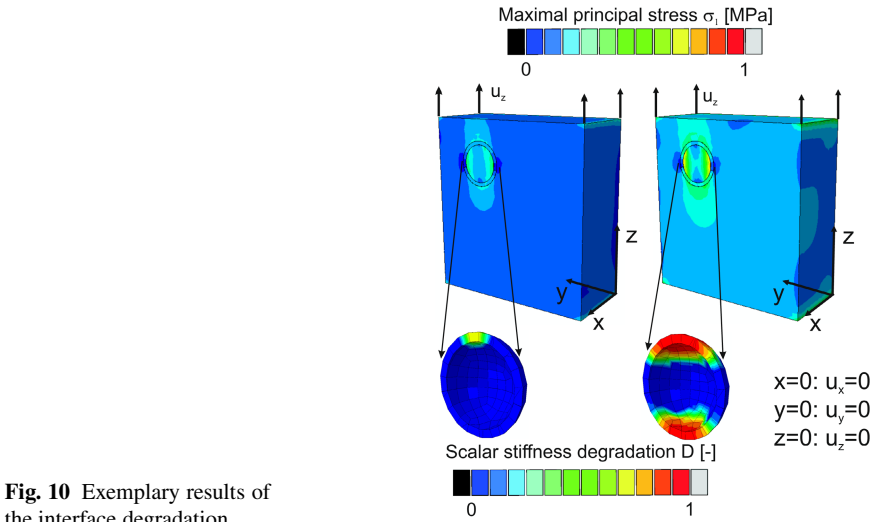 Maximal principal stress σ₁ [MPa]
0 1
u_z u_z
z z
y y
x x
x=0: uₓ=0
y=0: u_y=0
z=0: u_z=0
Scalar stiffness degradation D [-]
0 1
Fig. 10 Exemplary results of
the interface degradation